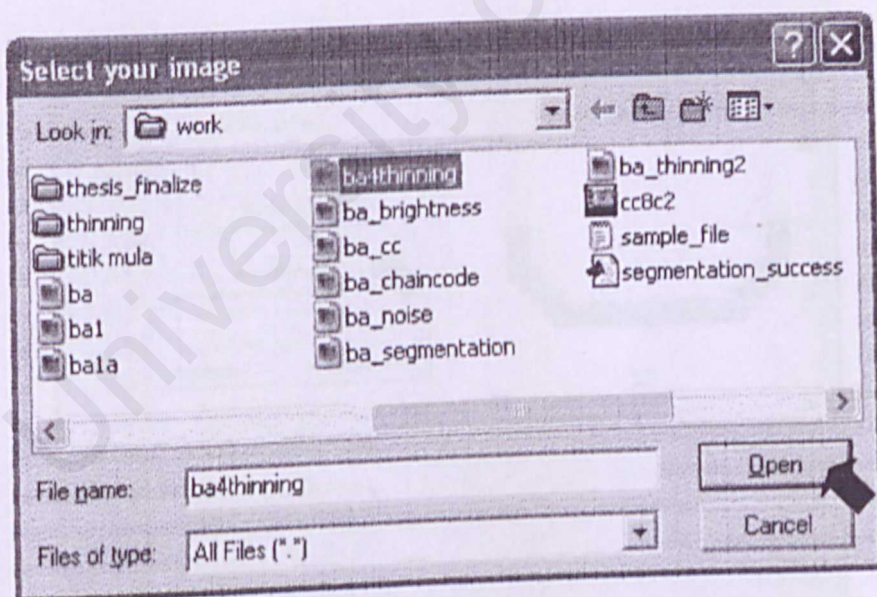 Select your image
Look in: work
thesis_finalize
thinning
titik mula
ba
ba1
ba1a
ba4thinning
ba_brightness
ba_cc
ba_chaincode
ba_noise
ba_segmentation
ba_thinning2
cc8c2
sample_file
segmentation_success
File name: ba4thinning
Open
Files of type: All Files (".")
Cancel
University